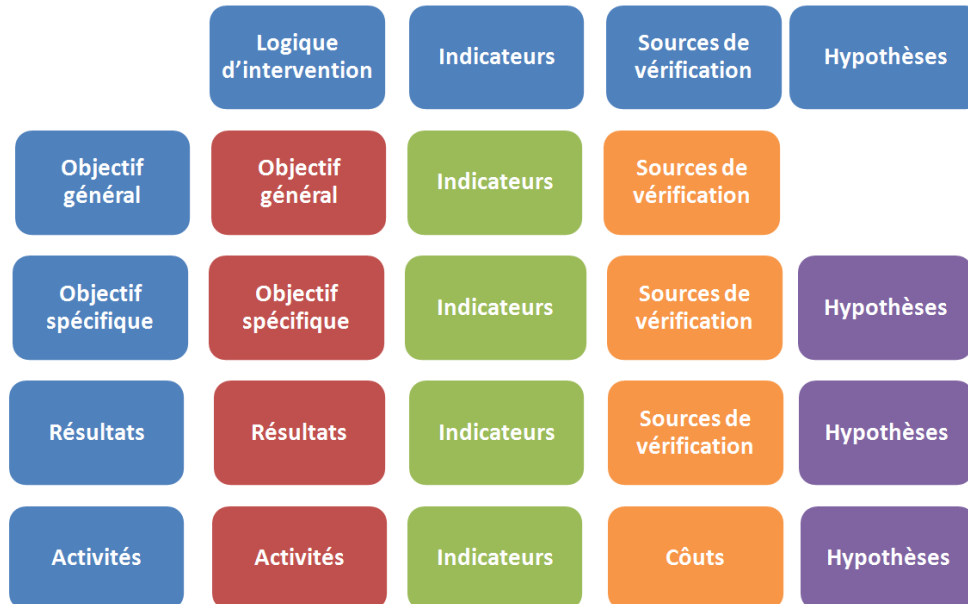 Logique
d'intervention
Indicateurs
Sources de
vérification
Hypothèses
Objectif
général
Objectif
général
Indicateurs
Sources de
vérification
Objectif
spécifique
Objectif
spécifique
Indicateurs
Sources de
vérification
Hypothèses
Résultats
Résultats
Indicateurs
Sources de
vérification
Hypothèses
Activités
Activités
Indicateurs
Côuts
Hypothèses